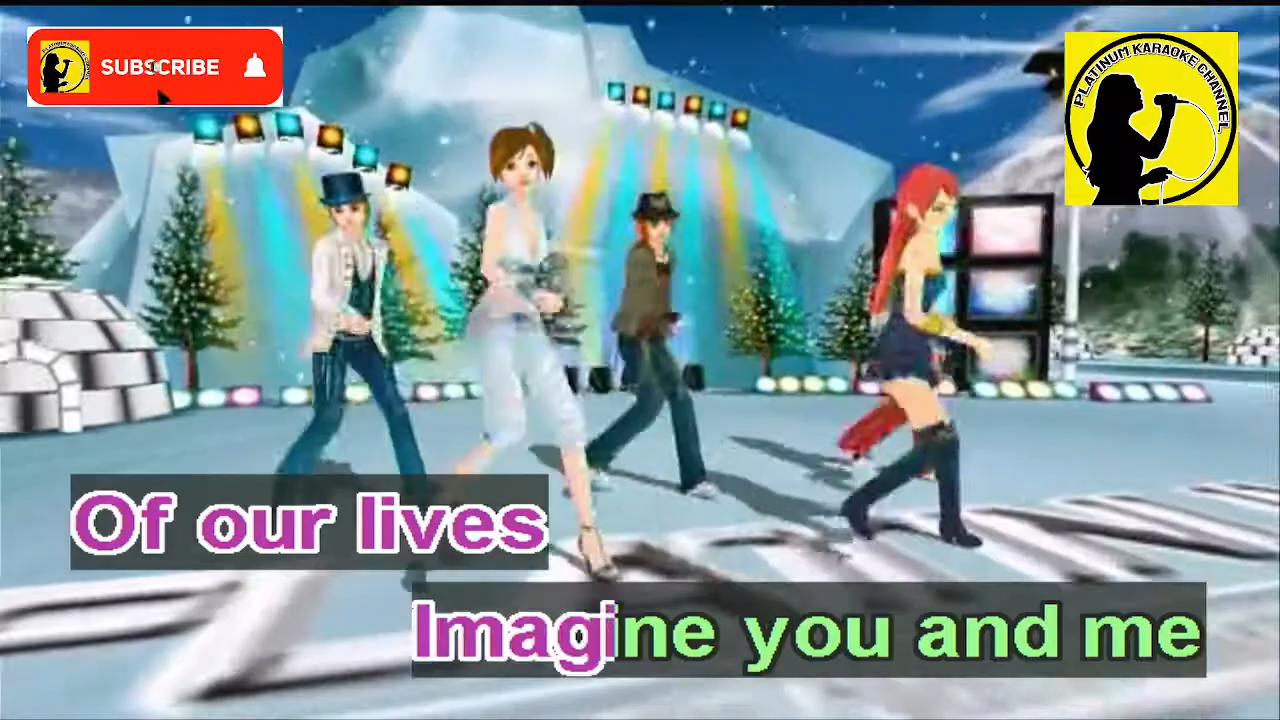 SUBSCRIBE
PLATINUM KARAOKE CHANNEL
Of our lives
Imagine you and me